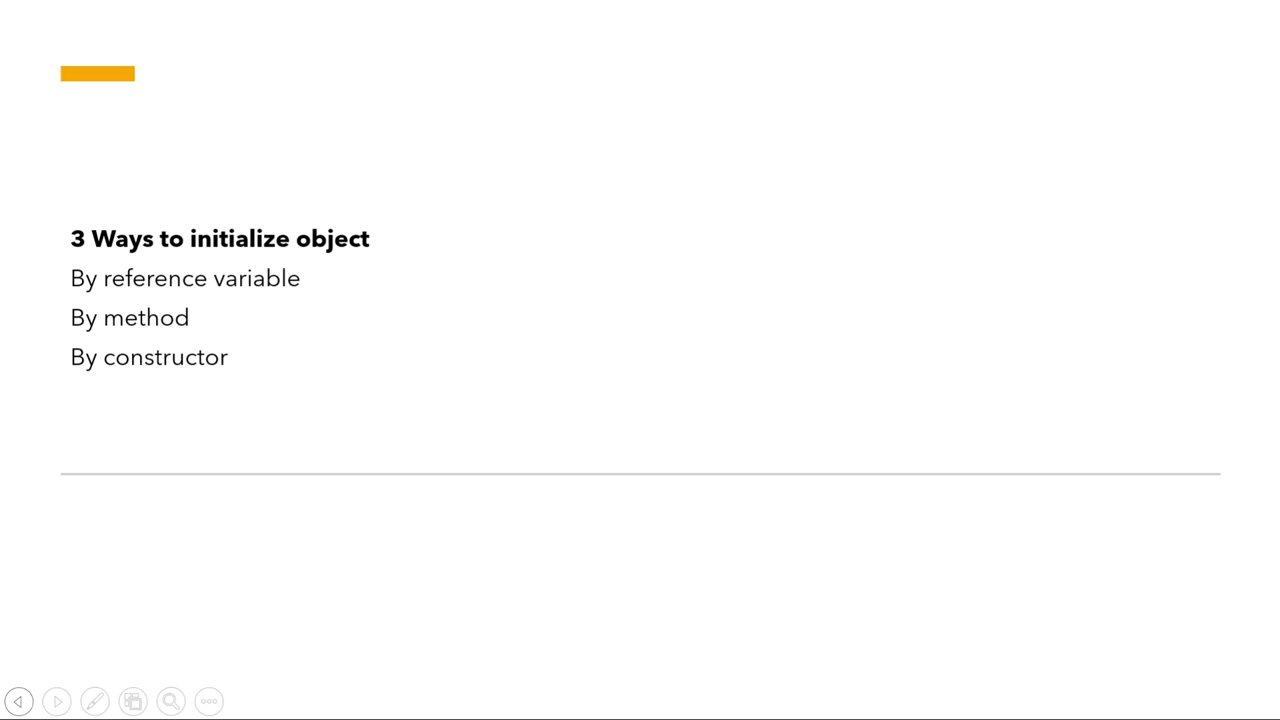 3 Ways to initialize object
By reference variable
By method
By constructor